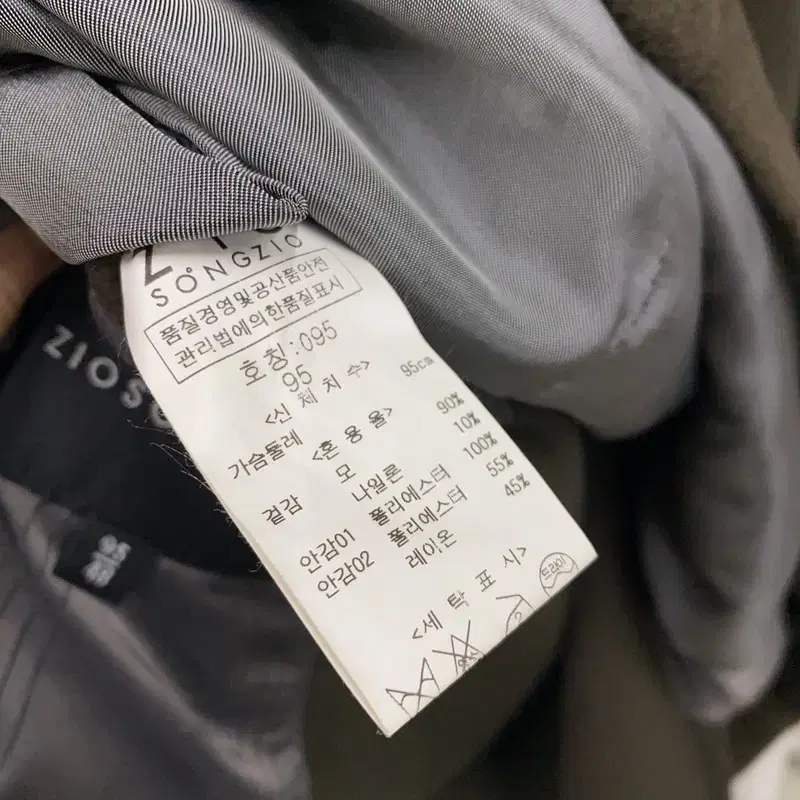 SONGZIO
품질경영및공산품안전
관리법에의한품질표시
호칭:095
95
<신체치수>
가슴둘레 95cm
<혼용율>
겉감 모 90%
나일론 10%
안감01 폴리에스터 100%
안감02 폴리에스터 55%
레이온 45%
<세탁표시>
드라이
ZIOSO
95